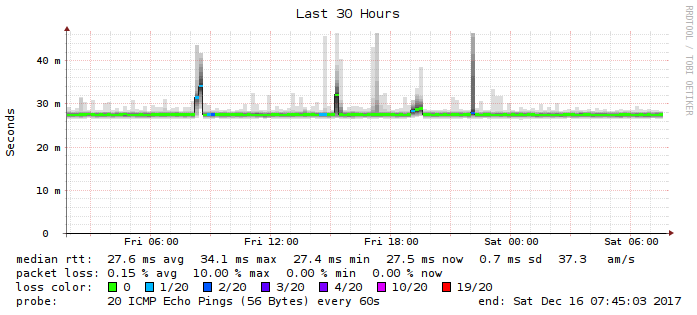 Last 30 Hours
RRDTOOL / TOBI OETIKER
Seconds
40 m
30 m
20 m
10 m
0
Fri 06:00 Fri 12:00 Fri 18:00 Sat 00:00 Sat 06:00
median rtt: 27.6 ms avg 34.1 ms max 27.4 ms min 27.5 ms now 0.7 ms sd 37.3 am/s
packet loss: 0.15 % avg 10.00 % max 0.00 % min 0.00 % now
loss color: 0 1/20 2/20 3/20 4/20 10/20 19/20
probe: 20 ICMP Echo Pings (56 Bytes) every 60s end: Sat Dec 16 07:45:03 2017